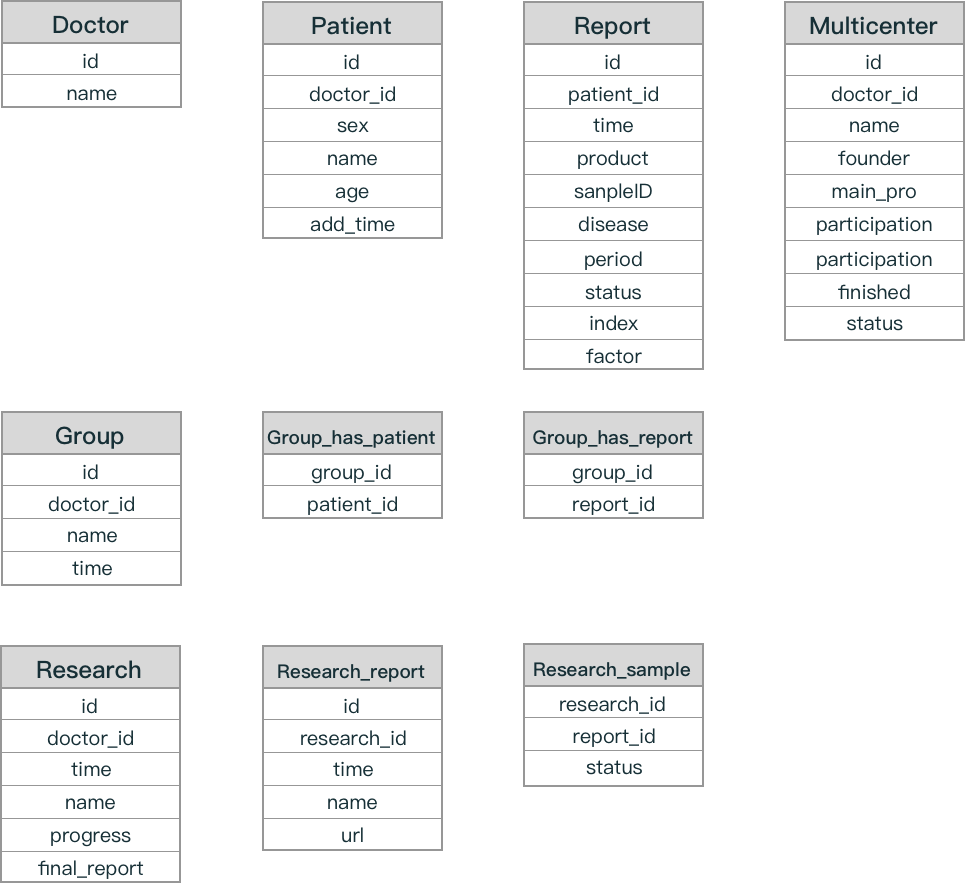 Doctor
id
name
Patient
id
doctor_id
sex
name
age
add_time
Report
id
patient_id
time
product
sanpleID
disease
period
status
index
factor
Multicenter
id
doctor_id
name
founder
main_pro
participation
participation
finished
status
Group
id
doctor_id
name
time
Group_has_patient
group_id
patient_id
Group_has_report
group_id
report_id
Research
id
doctor_id
time
name
progress
final_report
Research_report
id
research_id
time
name
url
Research_sample
research_id
report_id
status